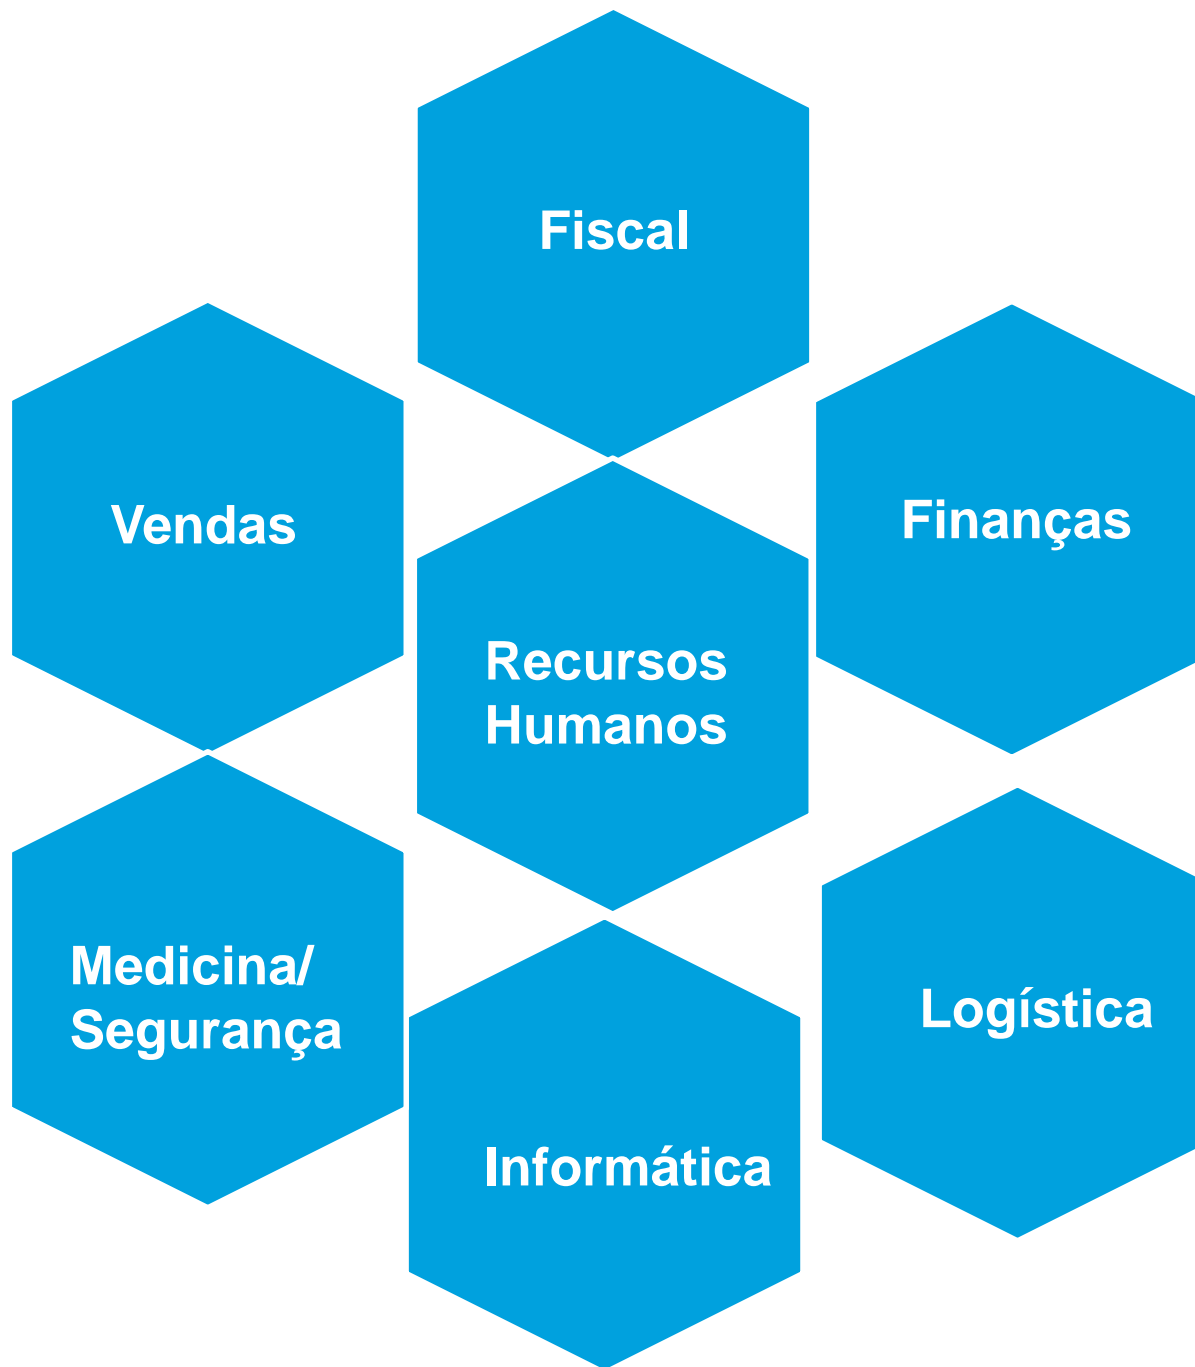 Fiscal
Vendas
Finanças
Recursos
Humanos
Medicina/
Segurança
Logística
Informática